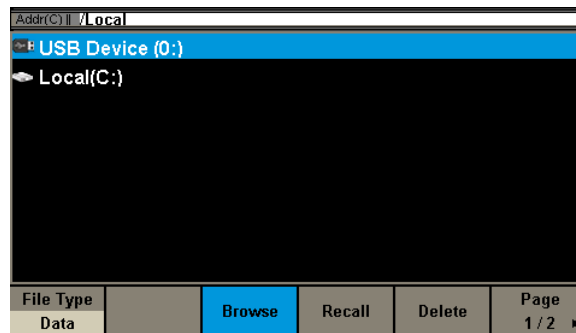 Addr(C) || /Local
USB Device (0:)
Local(C:)
File Type
Data
Browse
Recall
Delete
Page
1 / 2